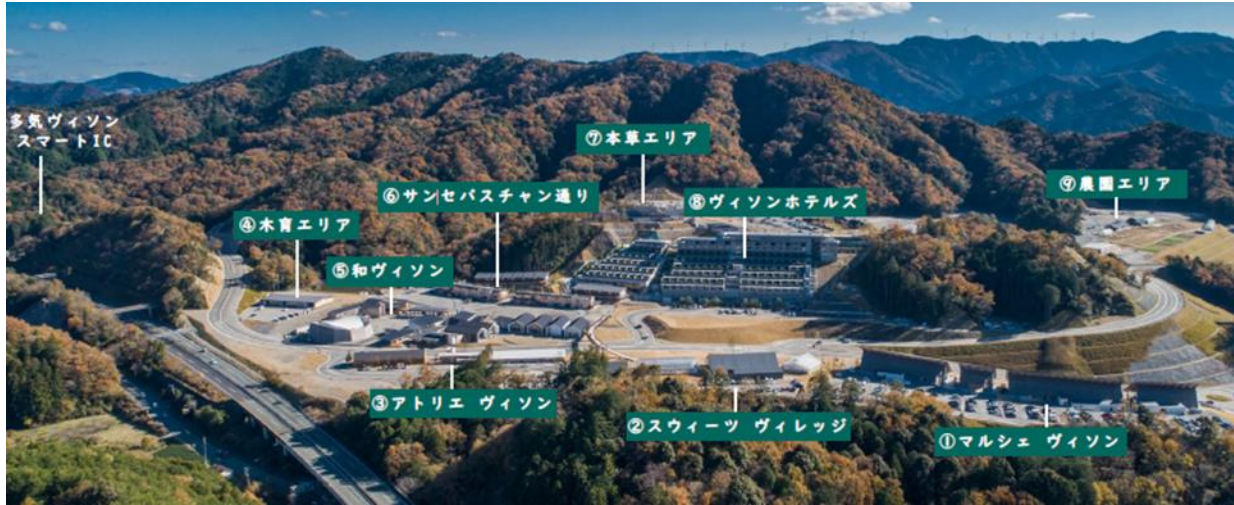 多気ヴィソン
スマートIC
⑦本草エリア
⑥サンセバスチャン通り
⑧ヴィソンホテルズ
⑨農園エリア
④木育エリア
⑤和ヴィソン
③アトリエ ヴィソン
②スウィーツ ヴィレッジ
①マルシェ ヴィソン